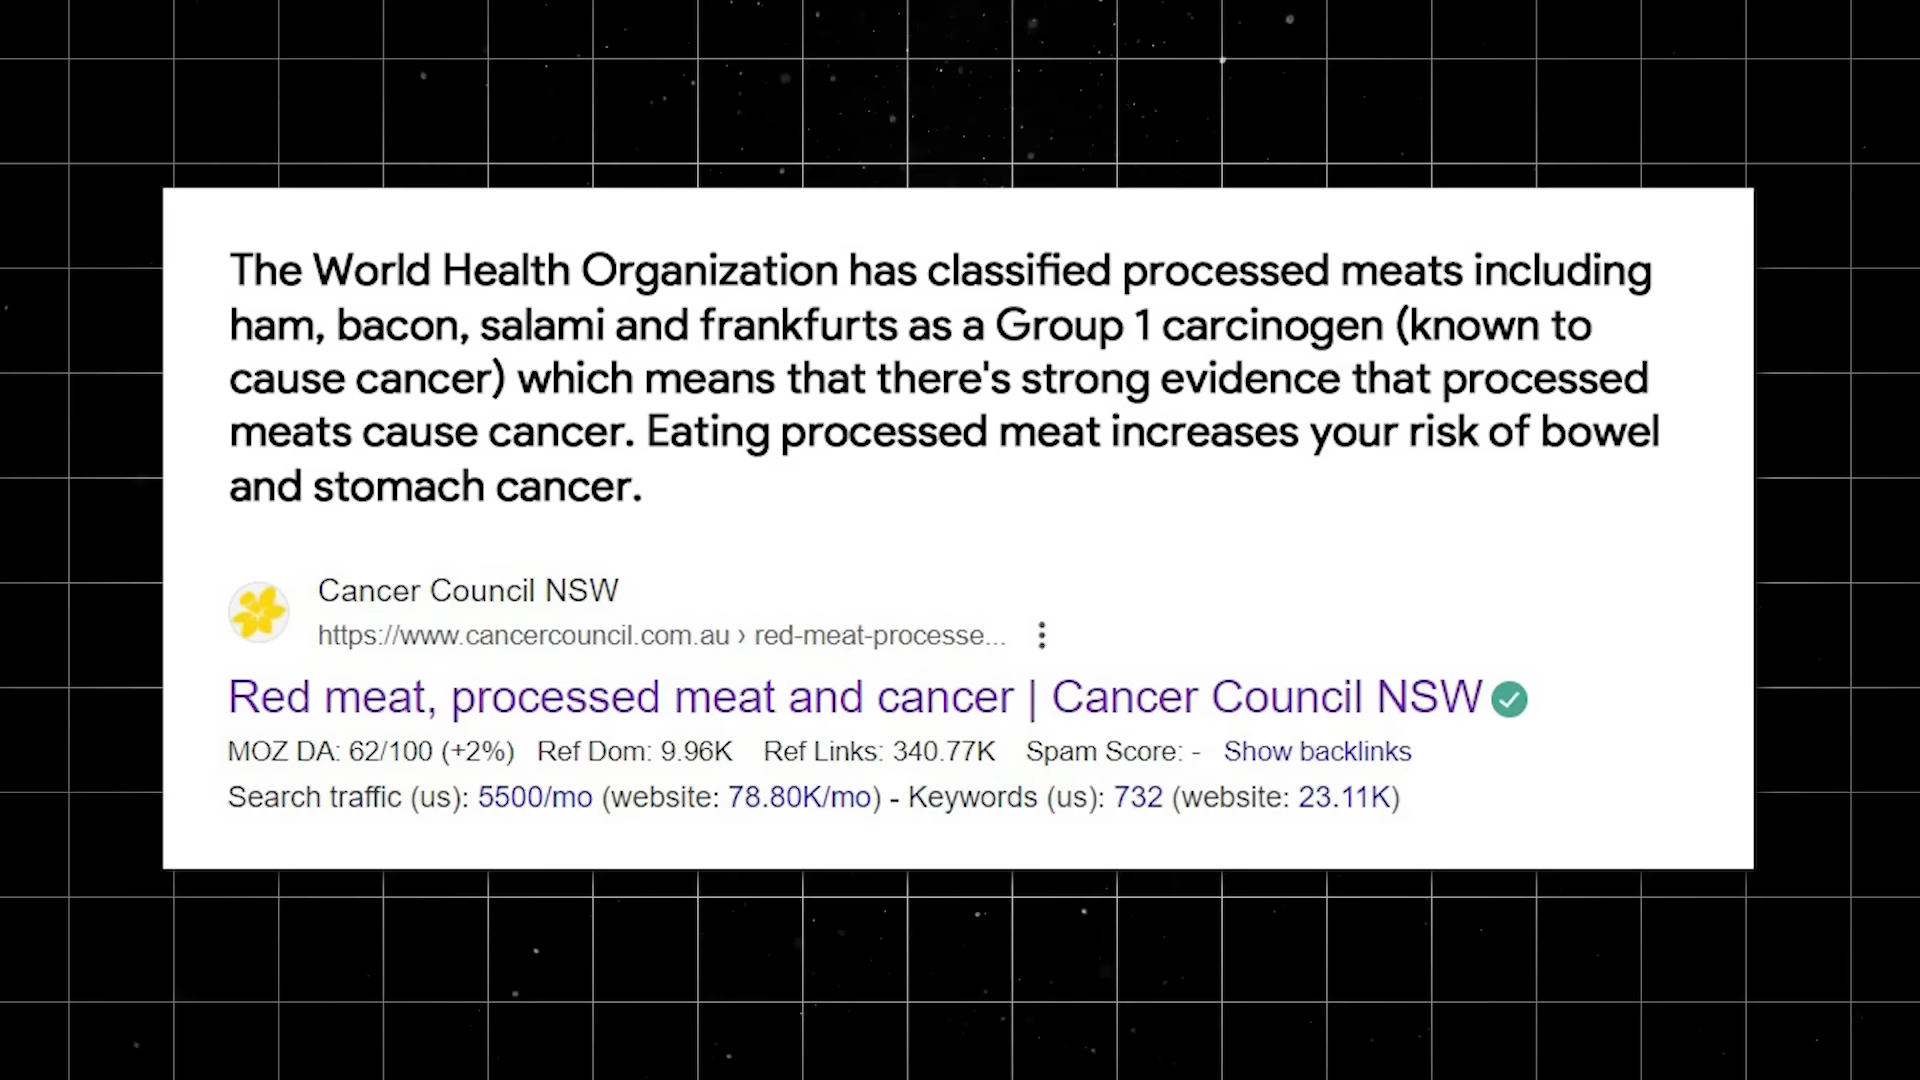 The World Health Organization has classified processed meats including
ham, bacon, salami and frankfurts as a Group 1 carcinogen (known to
cause cancer) which means that there's strong evidence that processed
meats cause cancer. Eating processed meat increases your risk of bowel
and stomach cancer.
Cancer Council NSW
https://www.cancercouncil.com.au › red-meat-processe...
Red meat, processed meat and cancer | Cancer Council NSW
MOZ DA: 62/100 (+2%) Ref Dom: 9.96K Ref Links: 340.77K Spam Score: - Show backlinks
Search traffic (us): 5500/mo (website: 78.80K/mo) - Keywords (us): 732 (website: 23.11K)